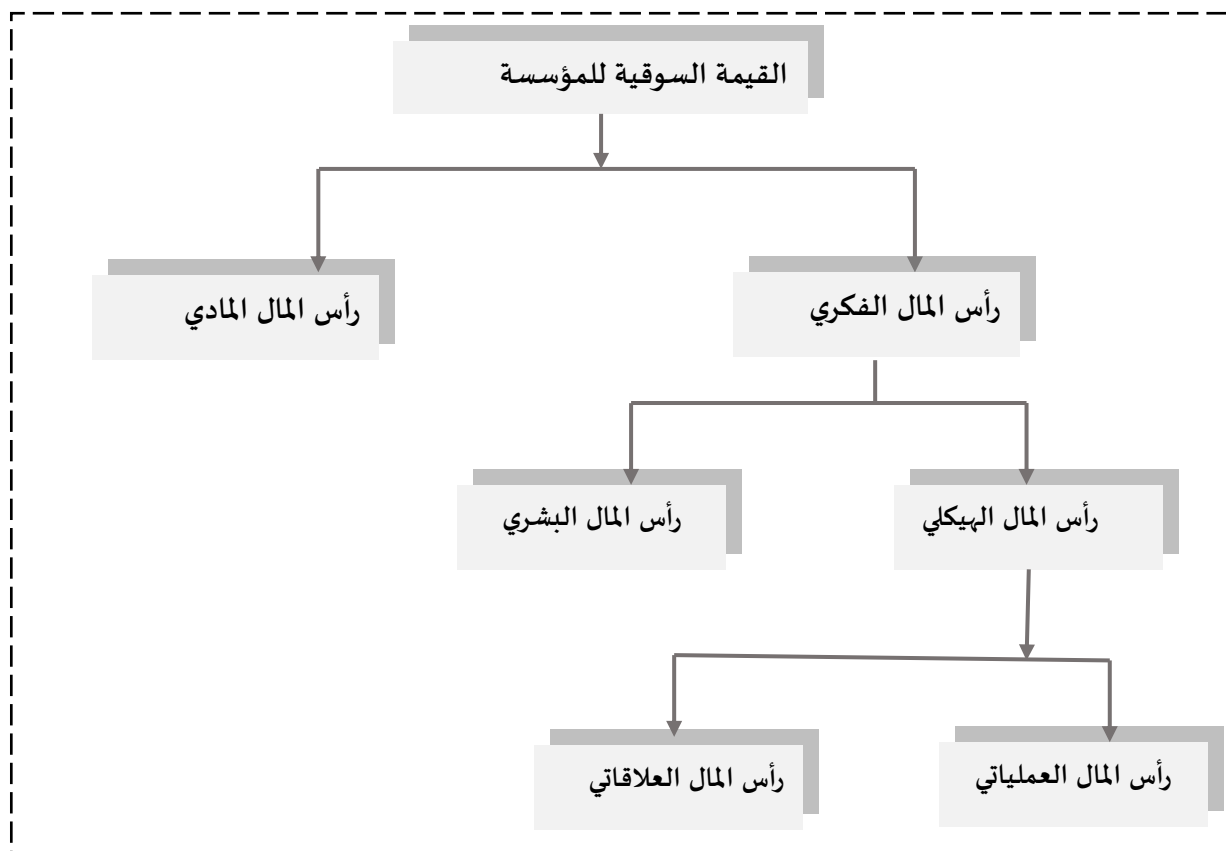 القيمة السوقية للمؤسسة
رأس المال الفكري
رأس المال المادي
رأس المال الهيكلي
رأس المال البشري
رأس المال العملياتي
رأس المال العلاقاتي